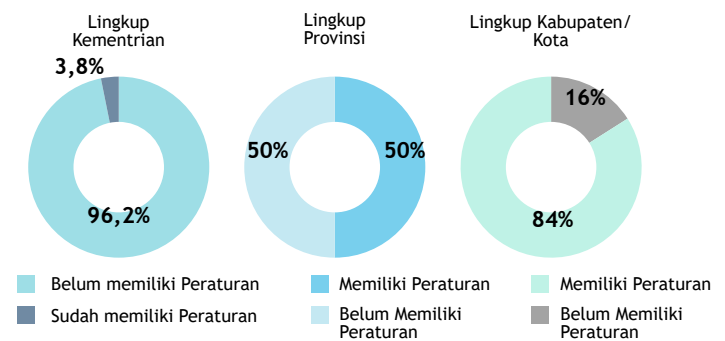 Lingkup
Kementrian
3,8%
96,2%
Belum memiliki Peraturan
Sudah memiliki Peraturan
Lingkup
Provinsi
50%
50%
Memiliki Peraturan
Belum Memiliki
Peraturan
Lingkup Kabupaten/
Kota
16%
84%
Memiliki Peraturan
Belum Memiliki
Peraturan